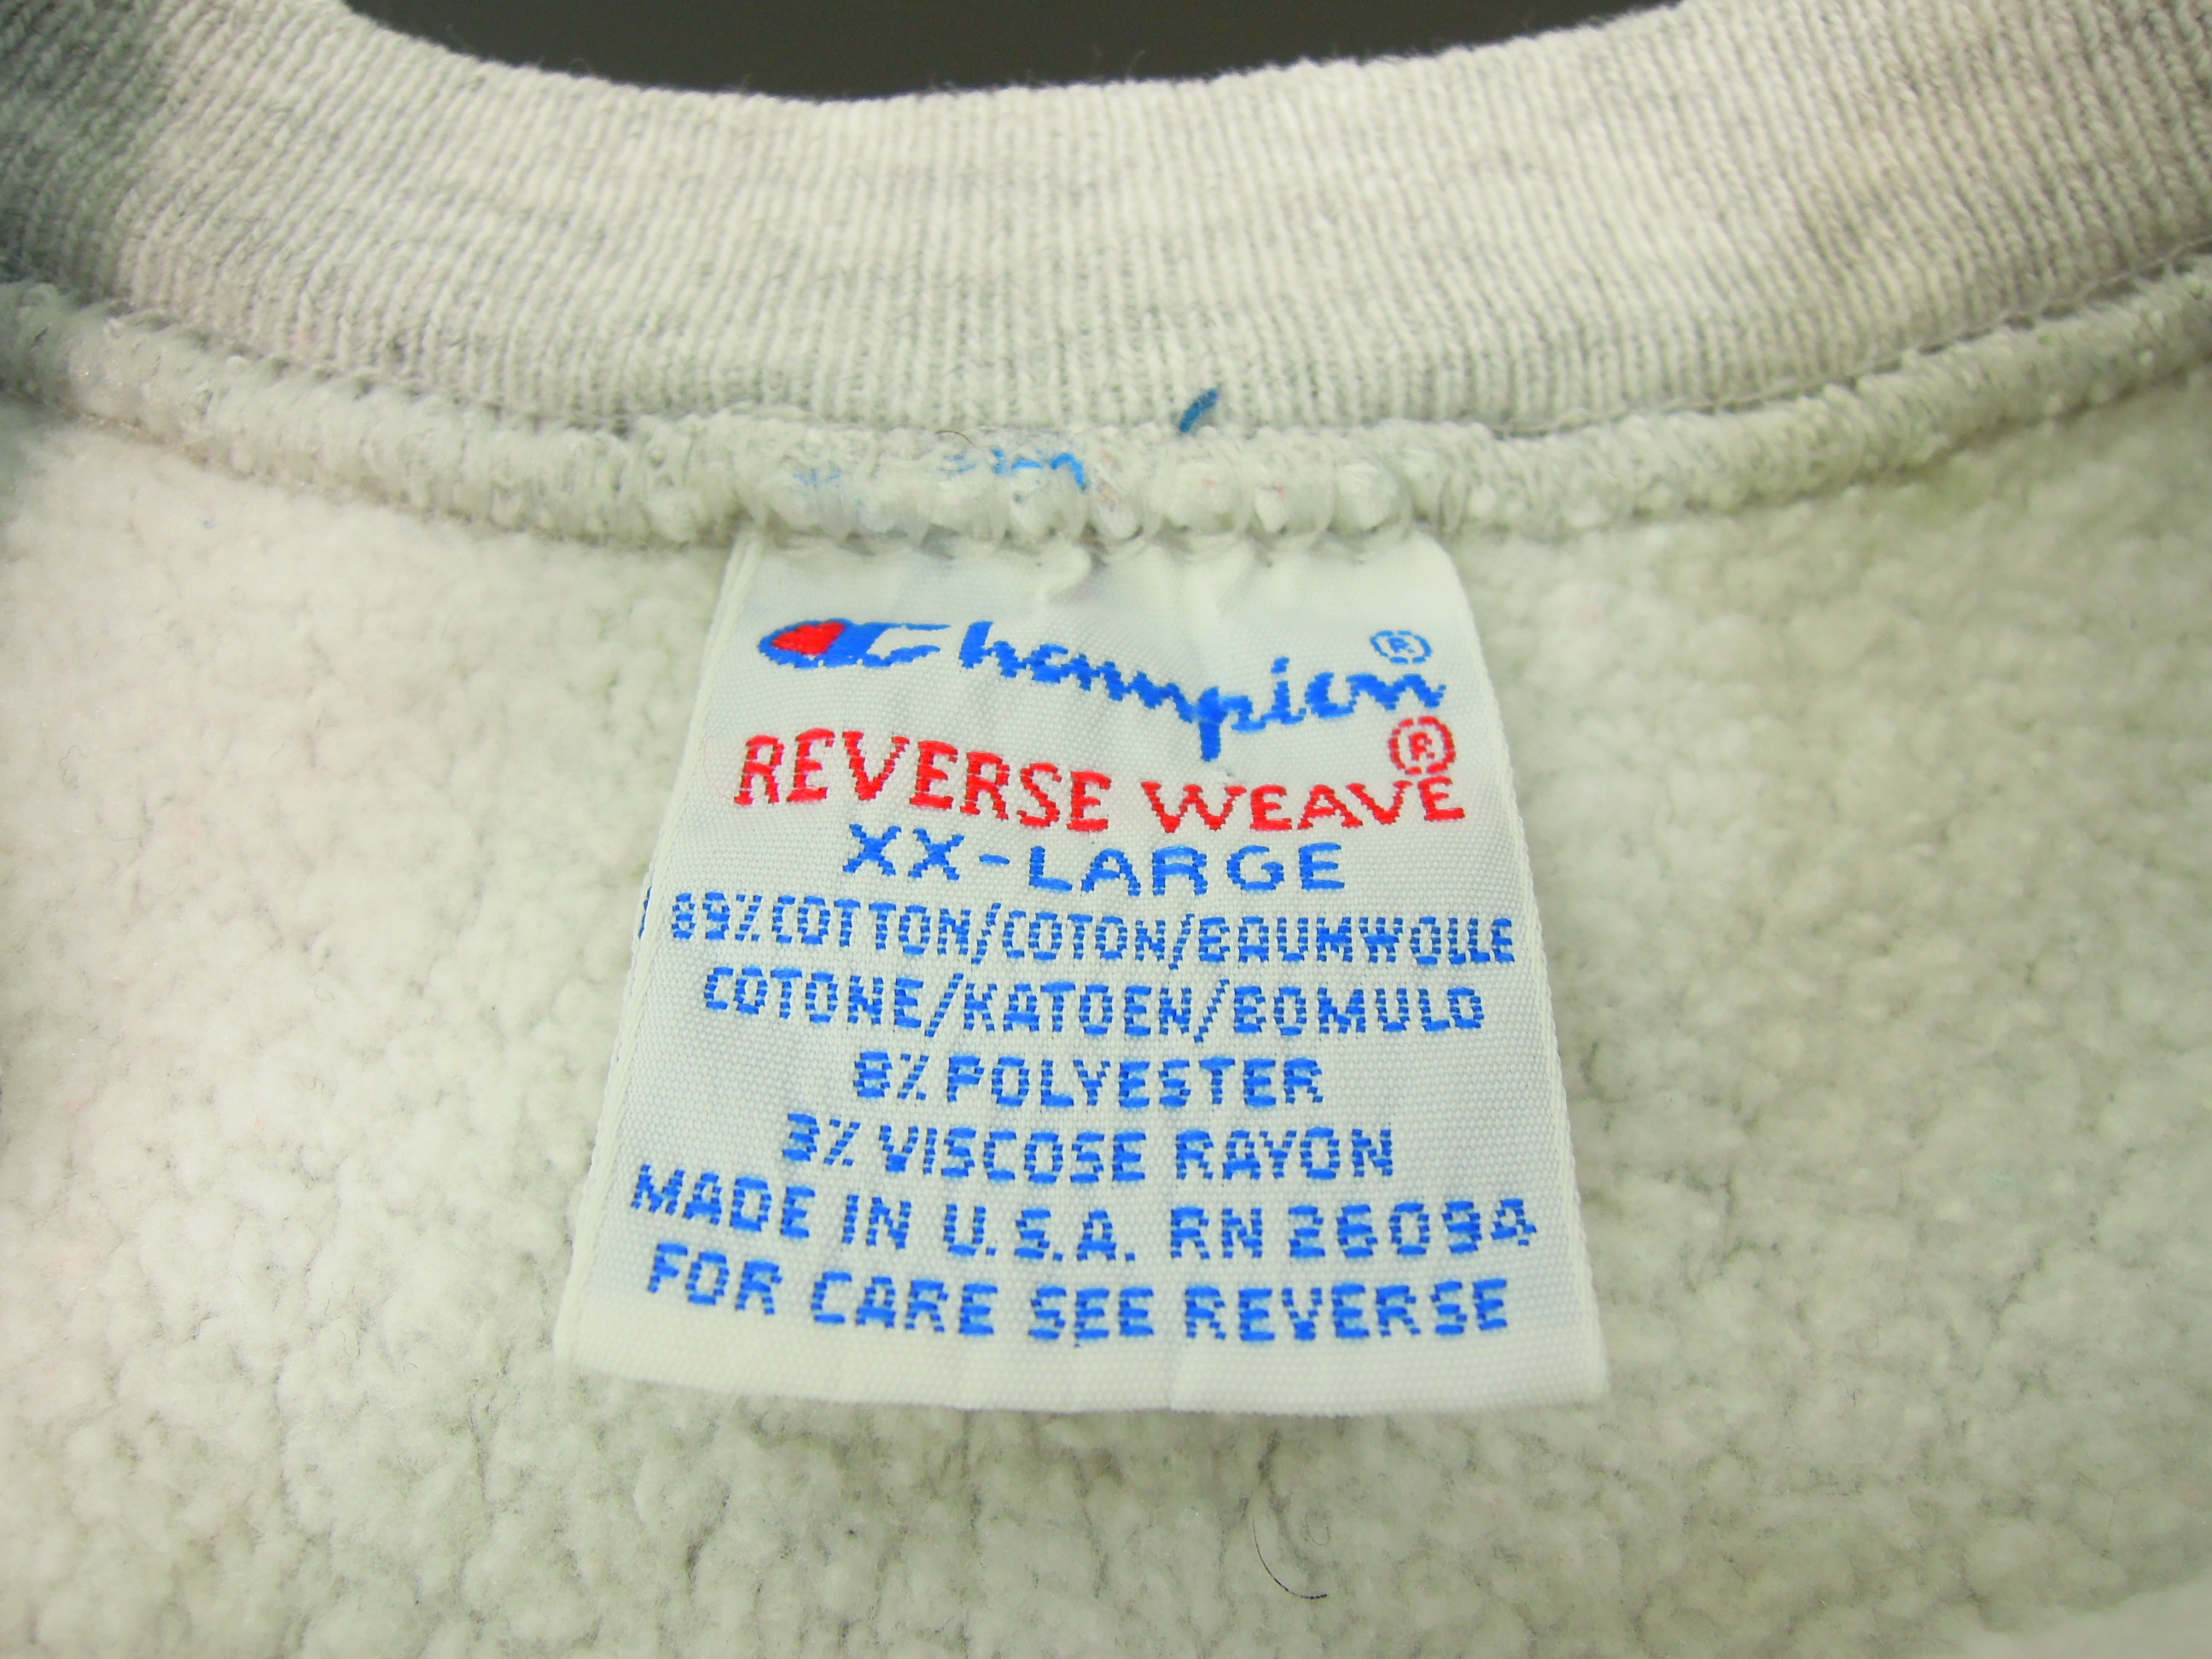 Champion®
REVERSE WEAVE®
XX-LARGE
89% COTTON/COTON/BAUMWOLLE
COTONE/KATOEN/BOMULD
8% POLYESTER
3% VISCOSE RAYON
MADE IN U.S.A. RN 26094
FOR CARE SEE REVERSE